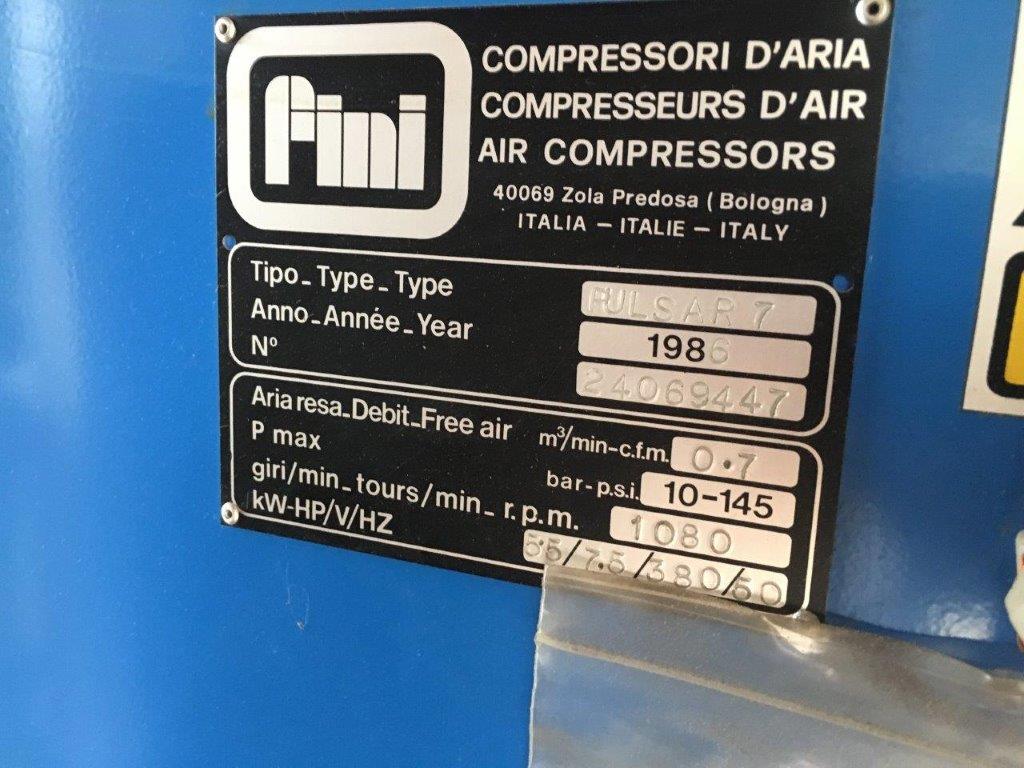 Fini
COMPRESSORI D'ARIA
COMPRESSEURS D'AIR
AIR COMPRESSORS
40069 Zola Predosa (Bologna)
ITALIA – ITALIE – ITALY
Tipo_Type_Type PULSAR 7
Anno_Année_Year 1986
Nº 24069447
Aria resa_Debit_Free air m³/min-c.f.m. 0.7
P max bar-p.s.i. 10-145
giri/min_tours/min_r.p.m. 1080
kW-HP/V/HZ 5.5/7.5/380/50